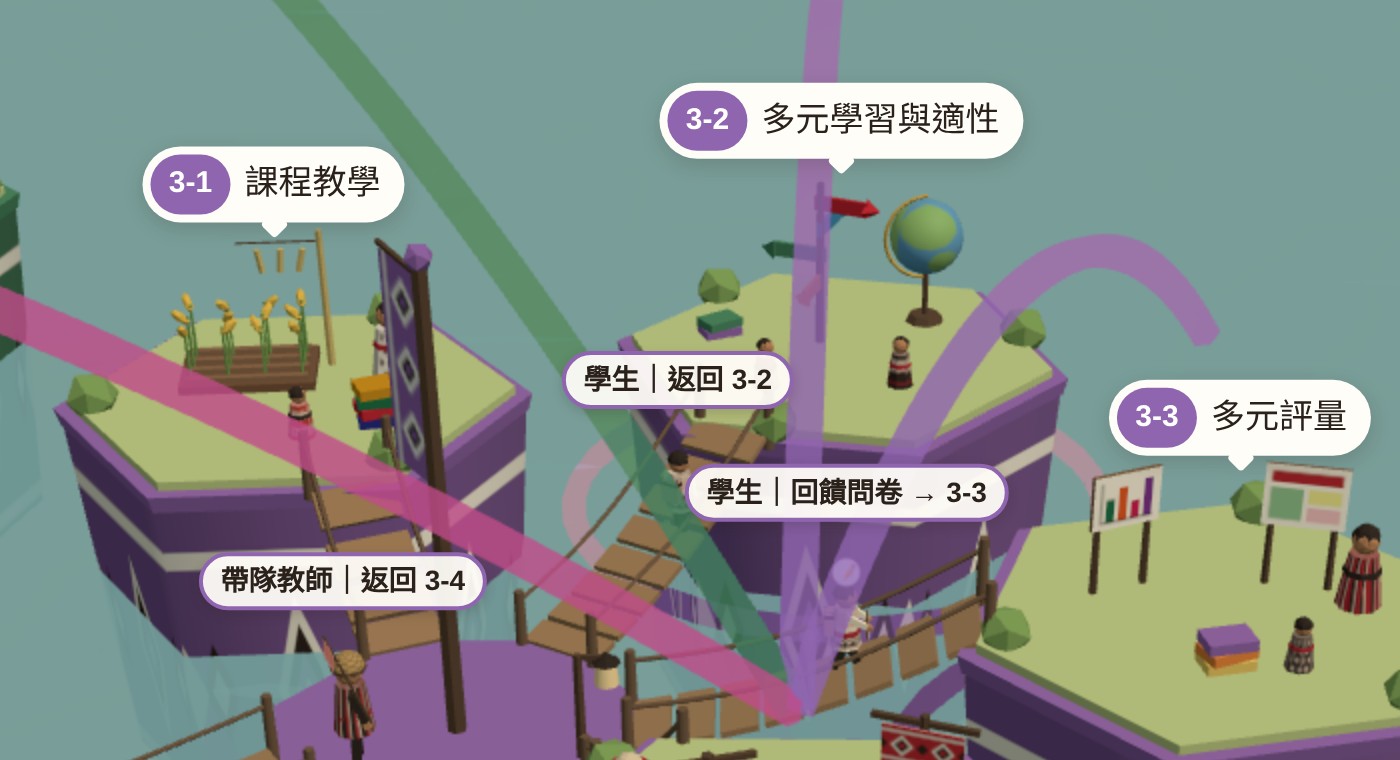 3-2 多元學習與適性
3-1 課程教學
學生｜返回 3-2
3-3 多元評量
學生｜回饋問卷 → 3-3
帶隊教師｜返回 3-4